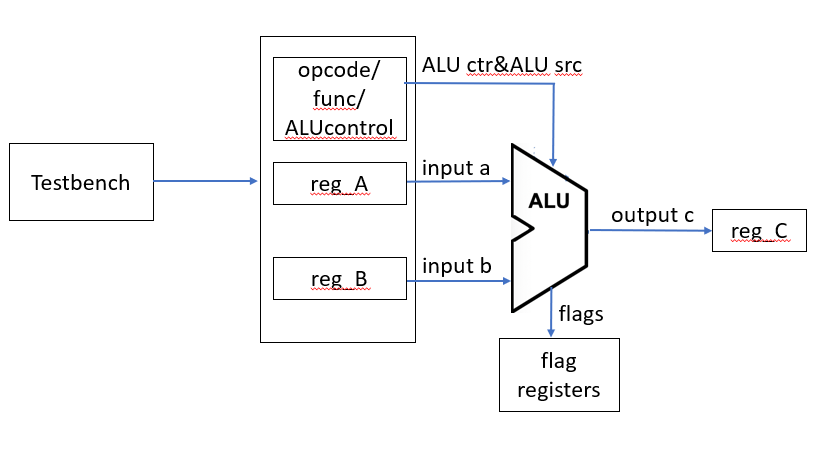 opcode/
func/
ALUcontrol
ALU ctr&ALU src
Testbench
reg_A
input a
ALU
output c
reg_C
reg_B
input b
flags
flag
registers